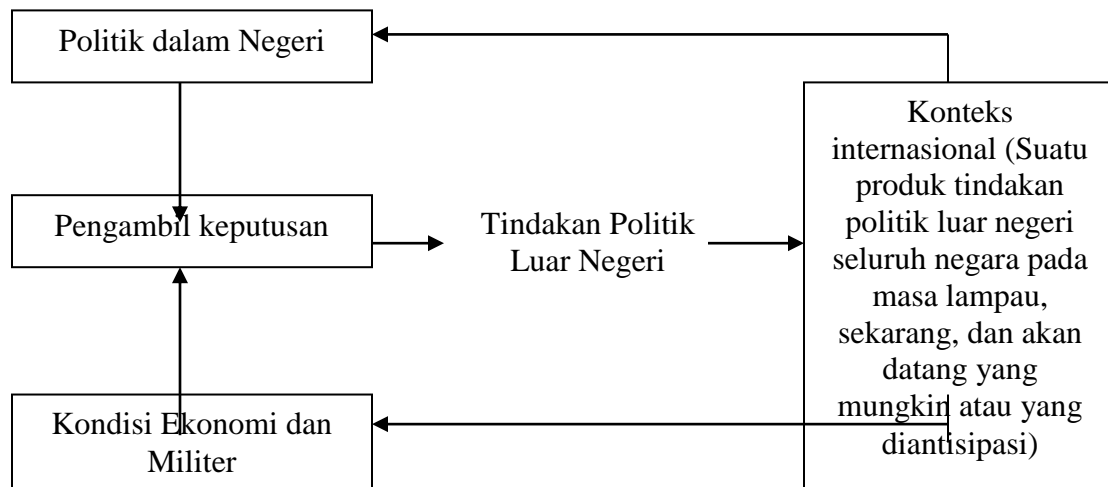 Politik dalam Negeri
Pengambil keputusan
Tindakan Politik
Luar Negeri
Kondisi Ekonomi dan
Militer
Konteks
internasional (Suatu
produk tindakan
politik luar negeri
seluruh negara pada
masa lampau,
sekarang, dan akan
datang yang
mungkin atau yang
diantisipasi)